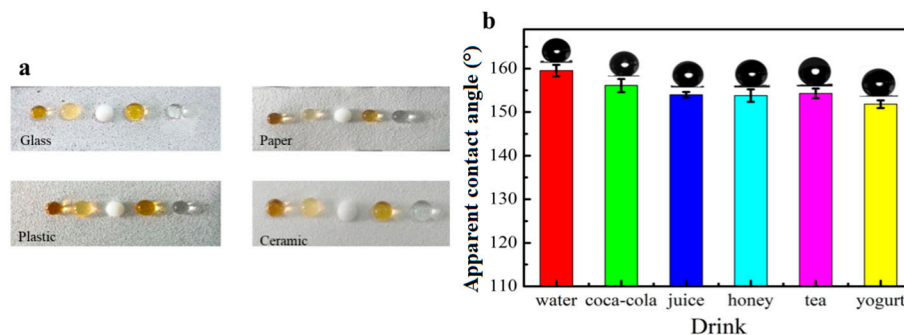 a
Glass
Paper
Plastic
Ceramic
b
Apparent contact angle (°)
160
150
140
130
120
110
water coca-cola juice honey tea yogurt
Drink